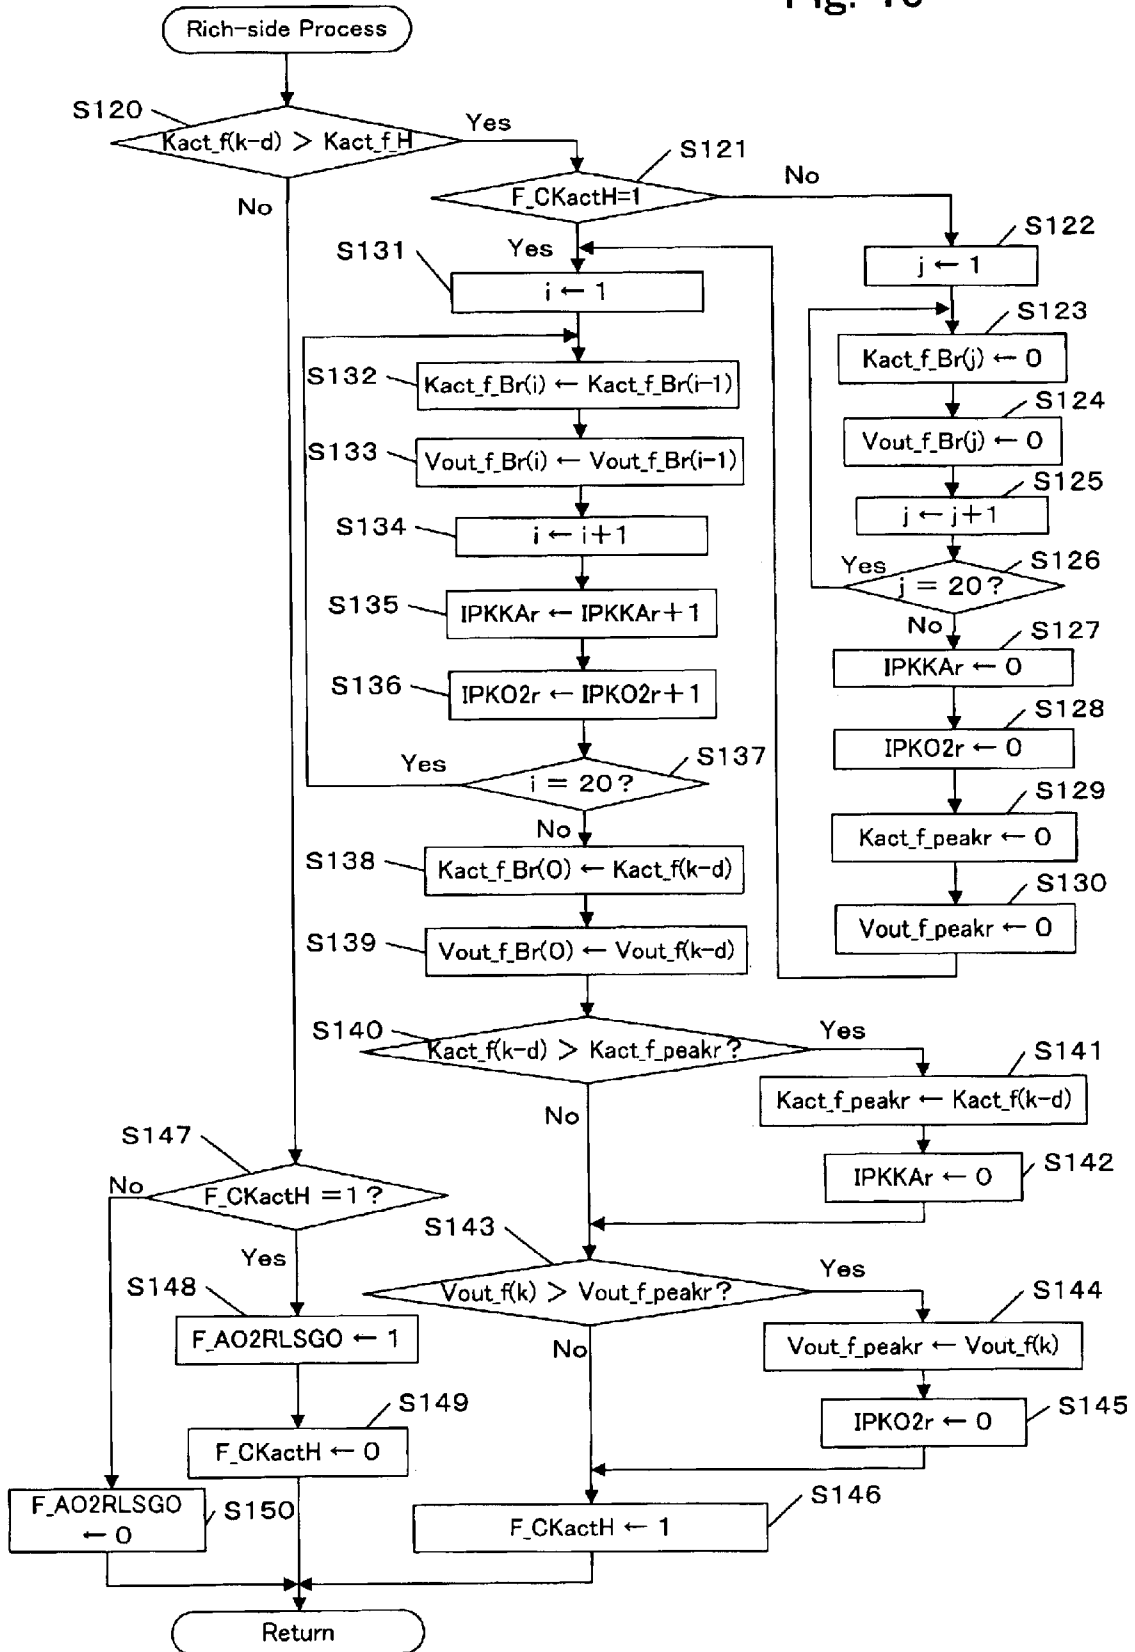 Rich-side Process
S120
Kact_f(k-d) > Kact_f_H
Yes
No
S121
F_CKactH=1
No
Yes
S122
j ← 1
S123
Kact_f_Br(j) ← 0
S124
Vout_f_Br(j) ← 0
S125
j ← j+1
S126
j = 20?
Yes
No
S127
IPKKAr ← 0
S128
IPKO2r ← 0
S129
Kact_f_peakr ← 0
S130
Vout_f_peakr ← 0
S131
i ← 1
S132
Kact_f_Br(i) ← Kact_f_Br(i-1)
S133
Vout_f_Br(i) ← Vout_f_Br(i-1)
S134
i ← i+1
S135
IPKKAr ← IPKKAr+1
S136
IPKO2r ← IPKO2r+1
S137
i = 20?
Yes
No
S138
Kact_f_Br(0) ← Kact_f(k-d)
S139
Vout_f_Br(0) ← Vout_f(k-d)
S140
Kact_f(k-d) > Kact_f_peakr?
Yes
No
S141
Kact_f_peakr ← Kact_f(k-d)
S142
IPKKAr ← 0
S143
Vout_f(k) > Vout_f_peakr?
Yes
No
S144
Vout_f_peakr ← Vout_f(k)
S145
IPKO2r ← 0
S146
F_CKactH ← 1
S147
F_CKactH =1?
No
Yes
S148
F_AO2RLSGO ← 1
S149
F_CKactH ← 0
S150
F_AO2RLSGO
← 0
Return